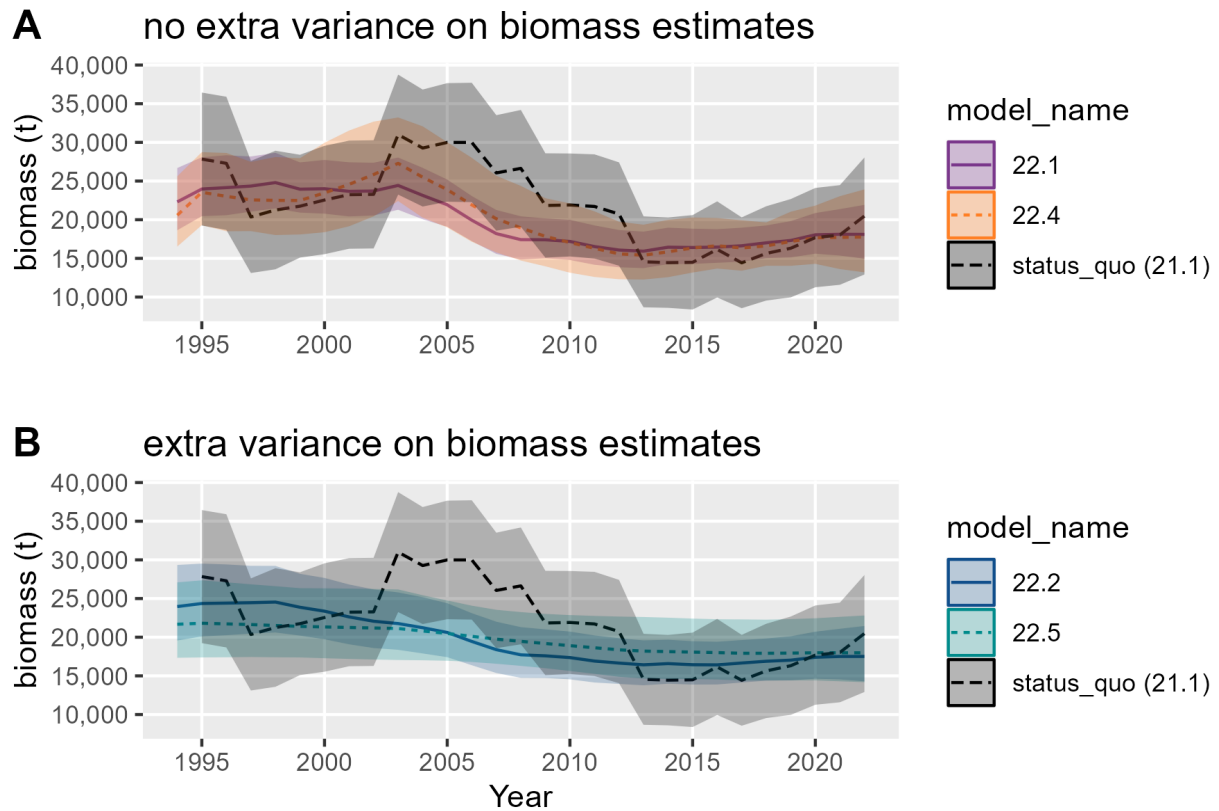 A no extra variance on biomass estimates
40,000
35,000
30,000
25,000
20,000
15,000
10,000
biomass (t)
1995 2000 2005 2010 2015 2020
model_name
22.1
22.4
status_quo (21.1)
B extra variance on biomass estimates
40,000
35,000
30,000
25,000
20,000
15,000
10,000
biomass (t)
1995 2000 2005 2010 2015 2020
Year
model_name
22.2
22.5
status_quo (21.1)